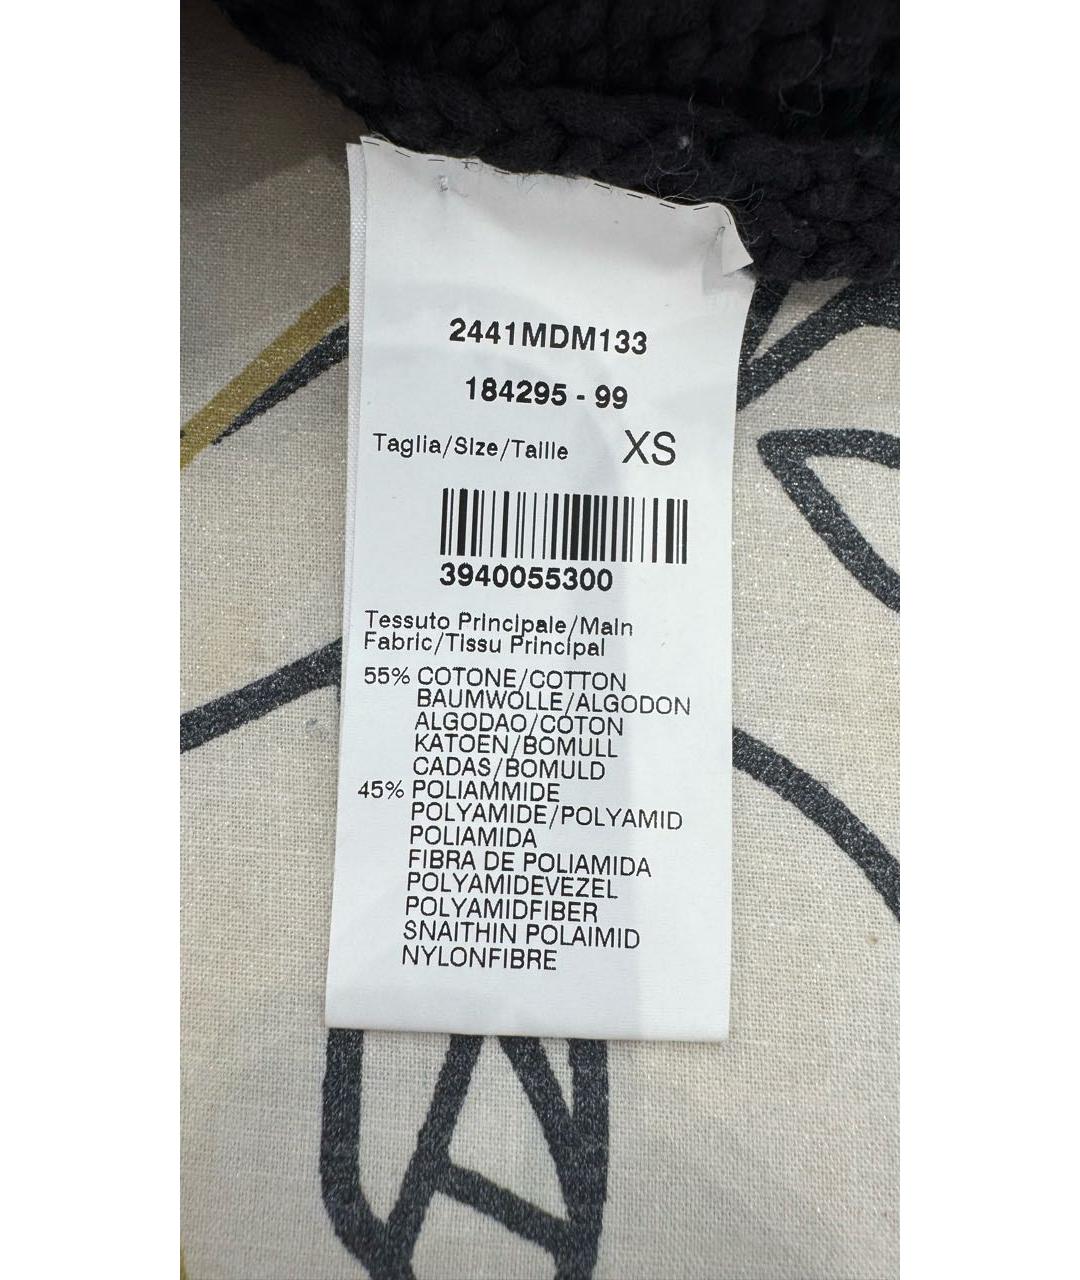 2441MDM133
184295 - 99
Taglia/Size/Taille XS
3940055300
Tessuto Principale/Main
Fabric/Tissu Principal
55% COTONE/COTTON
BAUMWOLLE/ALGODON
ALGODAO/COTON
KATOEN/BOMULL
CADAS/BOMULD
45% POLIAMMIDE
POLYAMIDE/POLYAMID
POLIAMIDA
FIBRA DE POLIAMIDA
POLYAMIDEVEZEL
POLYAMIDFIBER
SNAITHIN POLAIMID
NYLONFIBRE